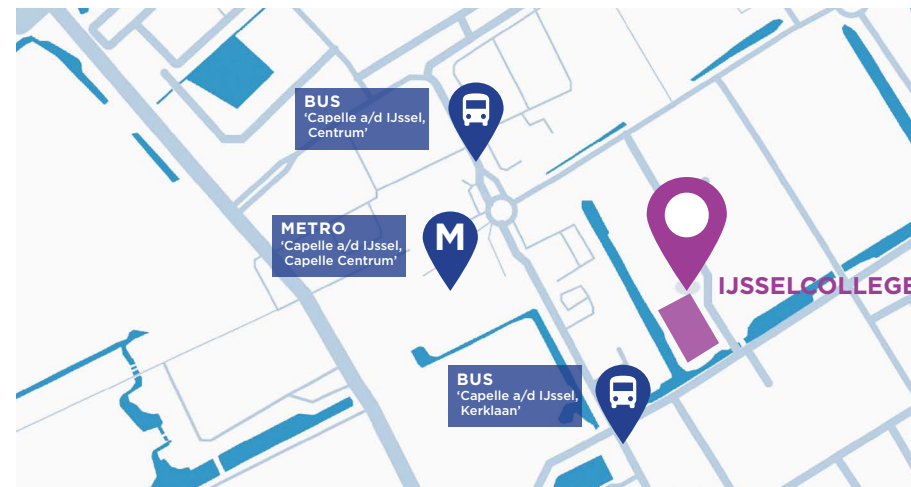 BUS
‘Capelle a/d IJssel,
Centrum’
METRO
‘Capelle a/d IJssel,
Capelle Centrum’
M
IJSSELCOLLEGE
BUS
‘Capelle a/d IJssel,
Kerklaan’